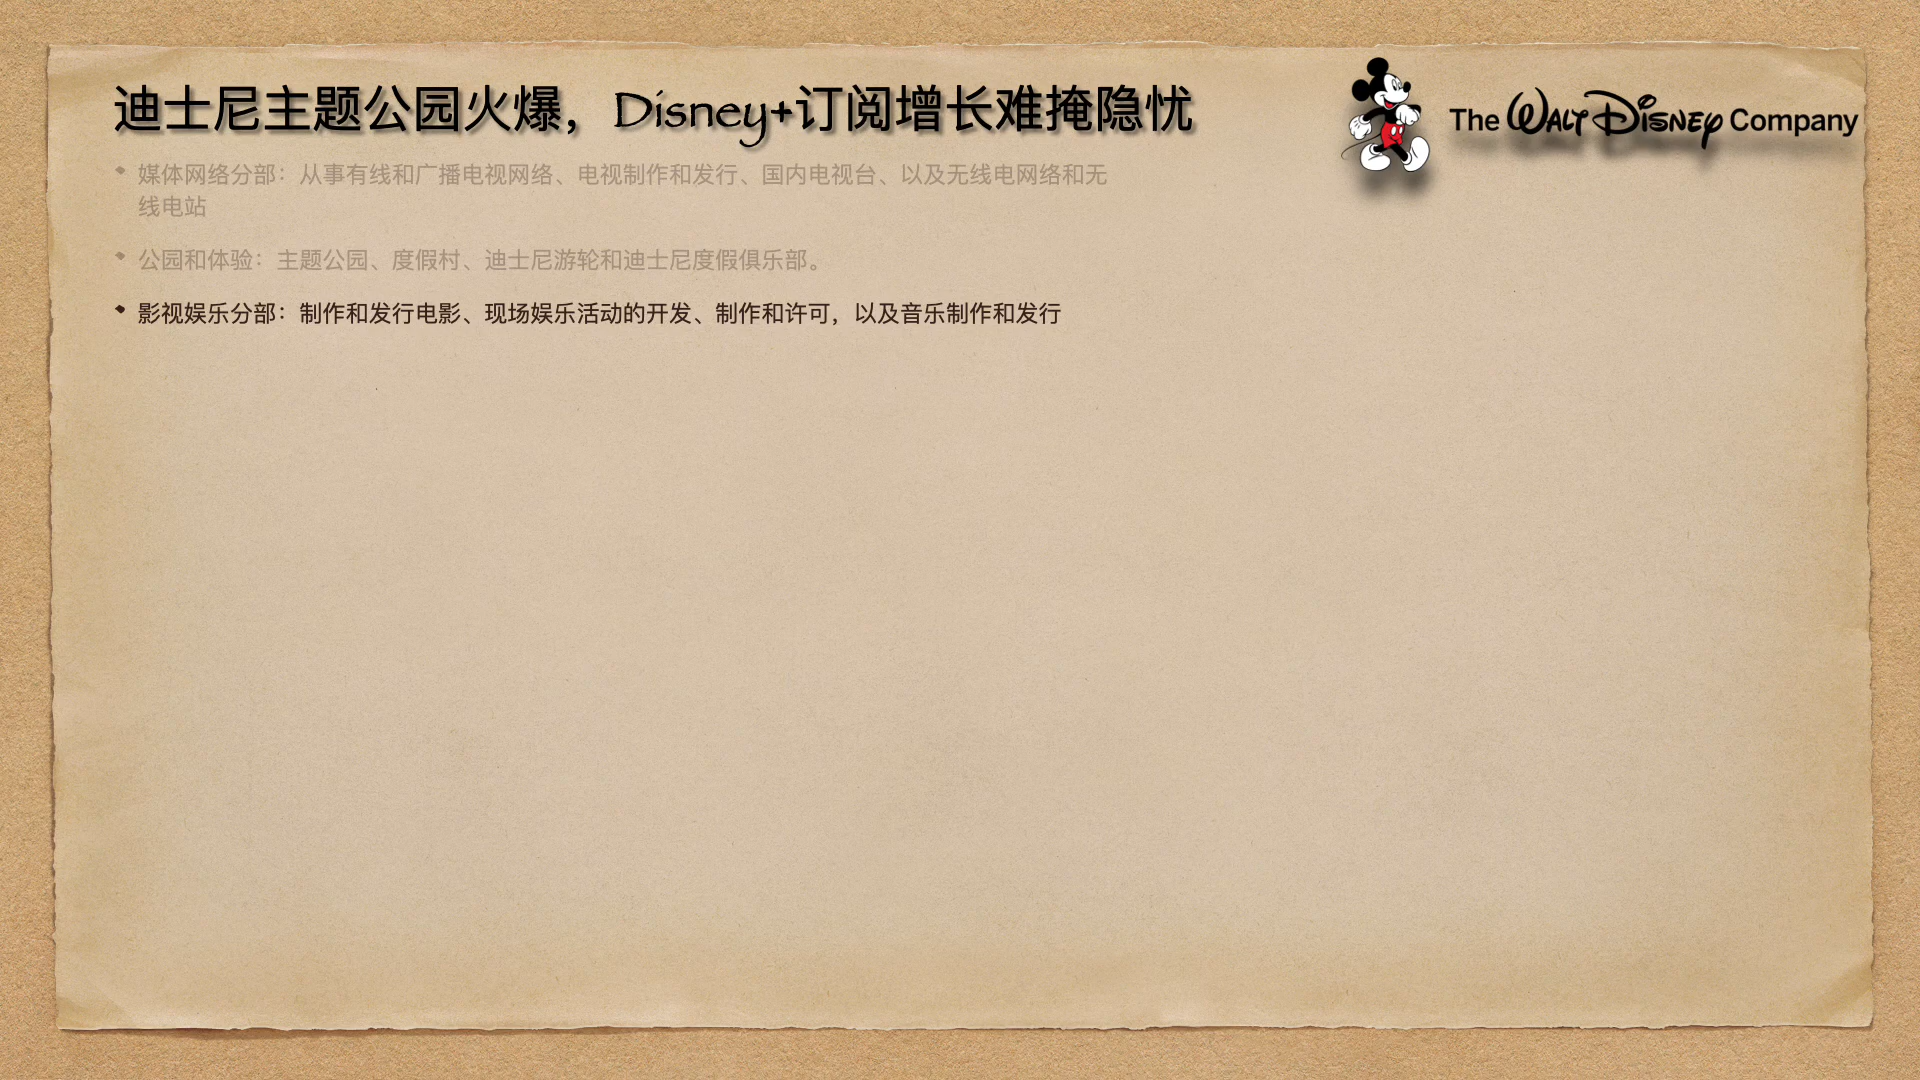 迪士尼主题公园火爆，Disney+订阅增长难掩隐忧
The WALT DISNEY Company
• 媒体网络分部：从事有线和广播电视网络、电视制作和发行、国内电视台、以及无线电网络和无
线电站
• 公园和体验：主题公园、度假村、迪士尼游轮和迪士尼度假俱乐部。
• 影视娱乐分部：制作和发行电影、现场娱乐活动的开发、制作和许可，以及音乐制作和发行